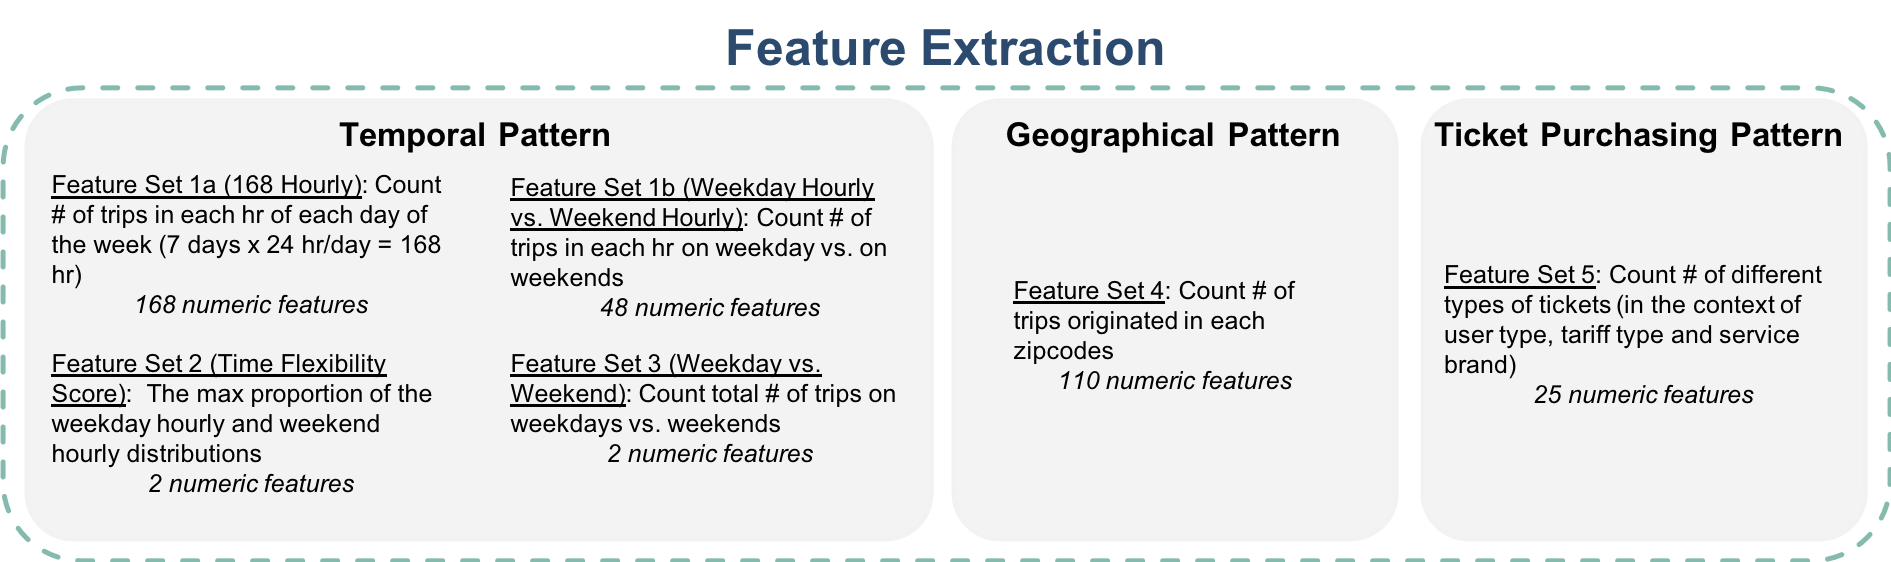 Feature Extraction
Temporal Pattern
Feature Set 1a (168 Hourly): Count
# of trips in each hr of each day of
the week (7 days x 24 hr/day = 168
hr)
168 numeric features
Feature Set 1b (Weekday Hourly
vs. Weekend Hourly): Count # of
trips in each hr on weekday vs. on
weekends
48 numeric features
Feature Set 2 (Time Flexibility
Score):  The max proportion of the
weekday hourly and weekend
hourly distributions
2 numeric features
Feature Set 3 (Weekday vs.
Weekend): Count total # of trips on
weekdays vs. weekends
2 numeric features
Geographical Pattern
Feature Set 4: Count # of
trips originated in each
zipcodes
110 numeric features
Ticket Purchasing Pattern
Feature Set 5: Count # of different
types of tickets (in the context of
user type, tariff type and service
brand)
25 numeric features